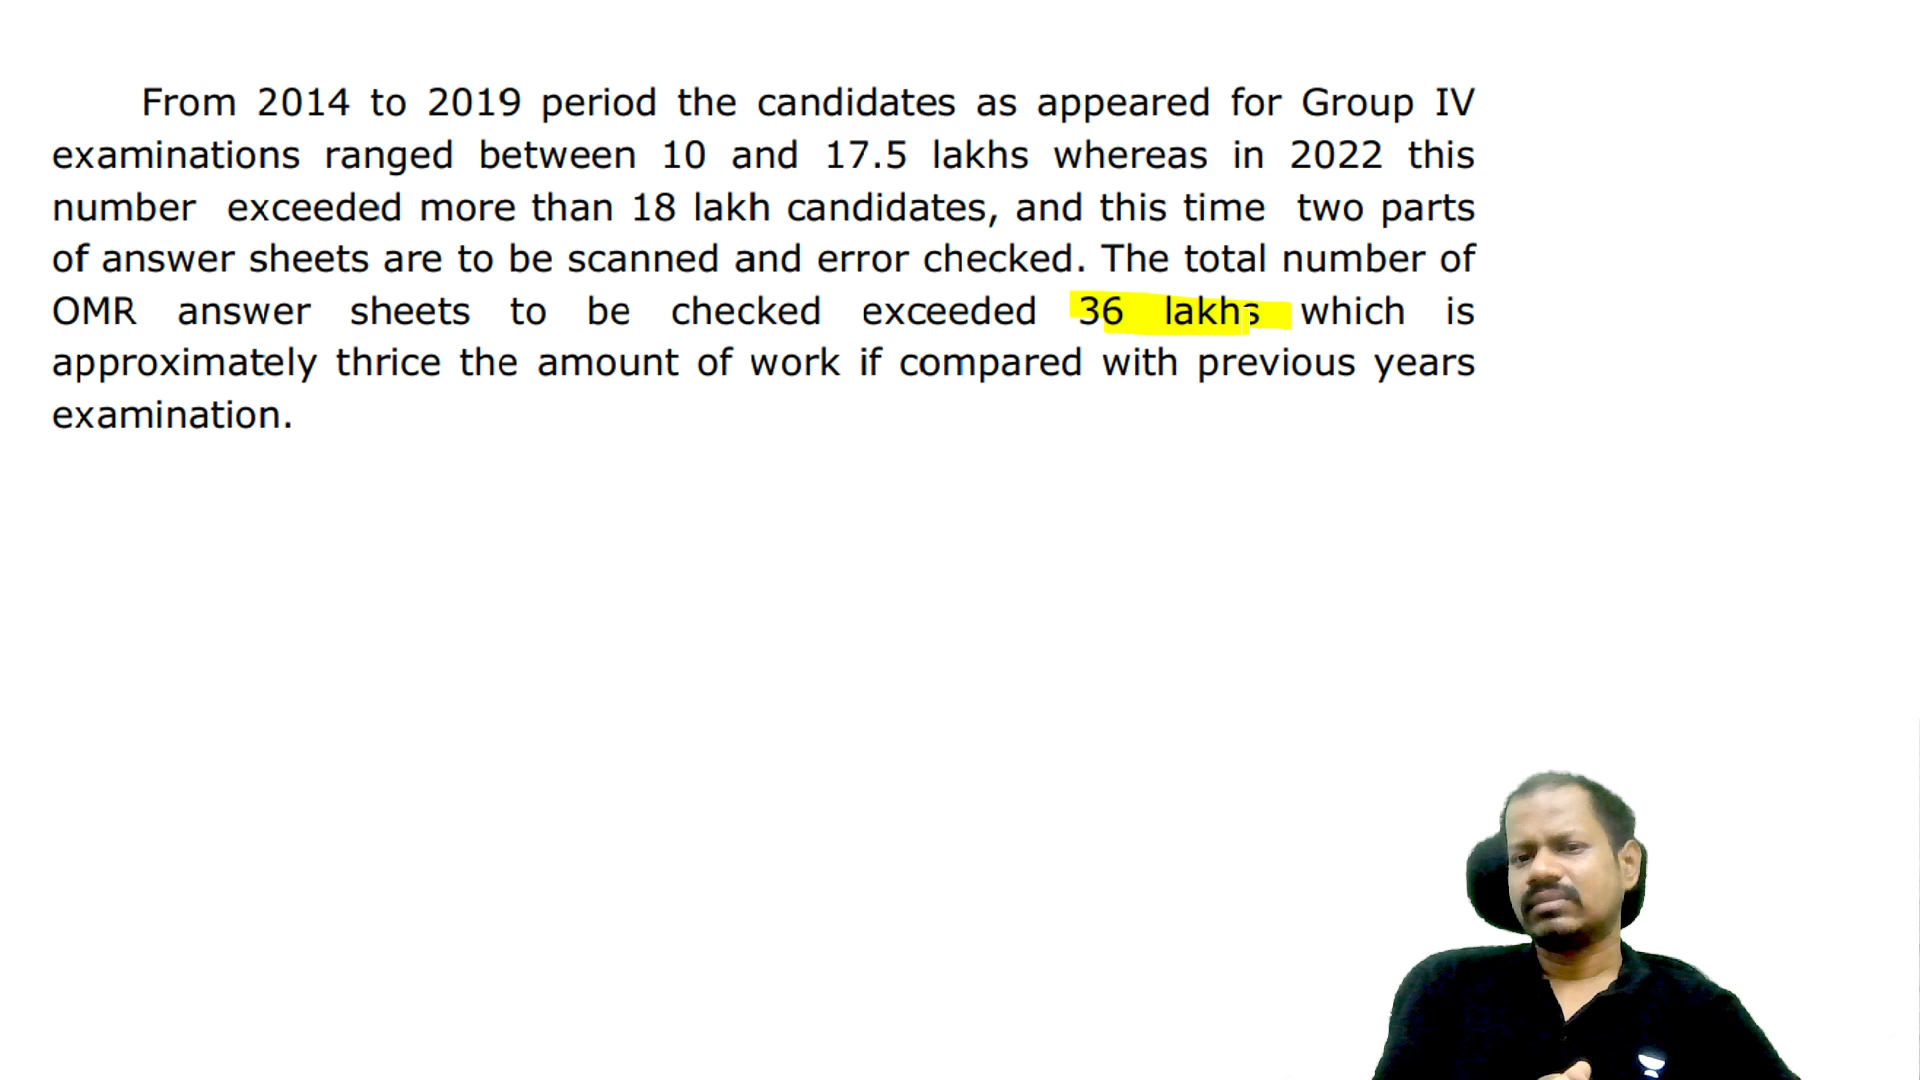 From 2014 to 2019 period the candidates as appeared for Group IV
examinations ranged between 10 and 17.5 lakhs whereas in 2022 this
number exceeded more than 18 lakh candidates, and this time two parts
of answer sheets are to be scanned and error checked. The total number of
OMR answer sheets to be checked exceeded 36 lakhs which is
approximately thrice the amount of work if compared with previous years
examination.